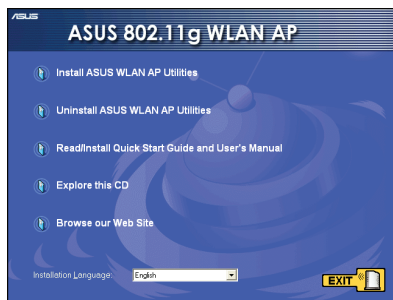 ASUS
ASUS 802.11g WLAN AP
Install ASUS WLAN AP Utilities
Uninstall ASUS WLAN AP Utilities
Read/Install Quick Start Guide and User's Manual
Explore this CD
Browse our Web Site
Installation Language: English
EXIT